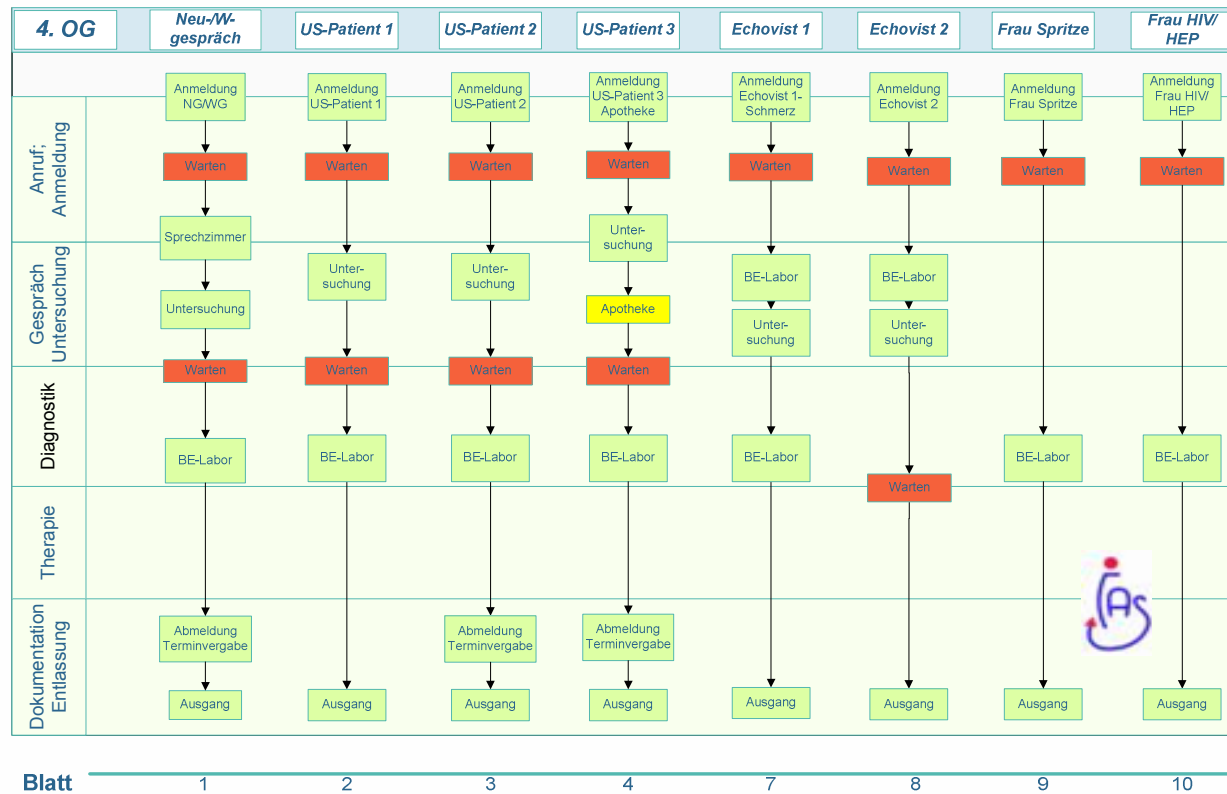 4. OG
Neu-/W-
gespräch
US-Patient 1
US-Patient 2
US-Patient 3
Echovist 1
Echovist 2
Frau Spritze
Frau HIV/
HEP
Anruf;
Anmeldung
Anmeldung
NG/WG
Anmeldung
US-Patient 1
Anmeldung
US-Patient 2
Anmeldung
US-Patient 3
Apotheke
Anmeldung
Echovist 1-
Schmerz
Anmeldung
Echovist 2
Anmeldung
Frau Spritze
Anmeldung
Frau HIV/
HEP
Warten
Warten
Warten
Warten
Warten
Warten
Warten
Warten
Sprechzimmer
Unter-
suchung
Gespräch
Untersuchung
Unter-
suchung
Unter-
suchung
BE-Labor
BE-Labor
Untersuchung
Apotheke
Unter-
suchung
Unter-
suchung
Warten
Warten
Warten
Warten
Diagnostik
BE-Labor
BE-Labor
BE-Labor
BE-Labor
BE-Labor
BE-Labor
BE-Labor
Warten
Therapie
iFAS
Dokumentation
Entlassung
Abmeldung
Terminvergabe
Abmeldung
Terminvergabe
Abmeldung
Terminvergabe
Ausgang
Ausgang
Ausgang
Ausgang
Ausgang
Ausgang
Ausgang
Ausgang
Blatt
1
2
3
4
7
8
9
10